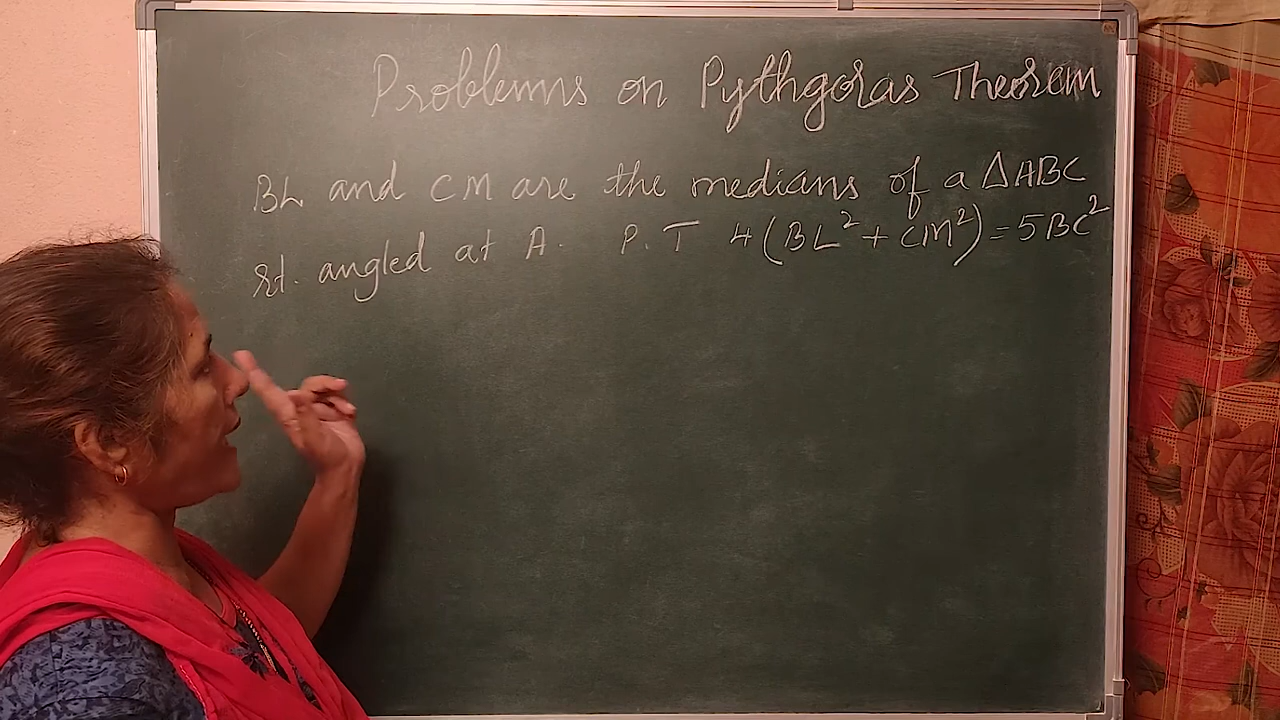 Problems on Pythgoras Theorem
BL and CM are the medians of a ΔABC
rt. angled at A. P.T 4(BL²+CM²)=5BC²